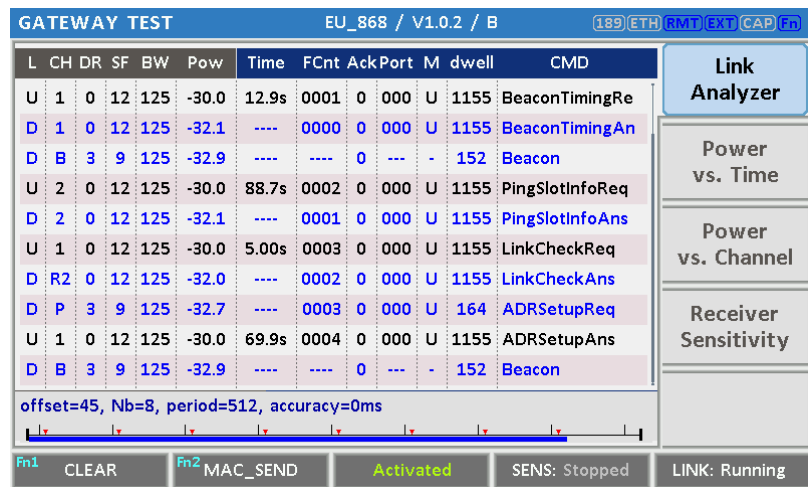 GATEWAY TEST EU_868 / V1.0.2 / B 189 ETH RMT EXT CAP Fn
L CH DR SF BW Pow Time FCnt Ack Port M dwell CMD
U 1 0 12 125 -30.0 12.9s 0001 0 000 U 1155 BeaconTimingRe
D 1 0 12 125 -32.1 ---- 0000 0 000 U 1155 BeaconTimingAn
D B 3 9 125 -32.9 ---- ---- 0 --- - 152 Beacon
U 2 0 12 125 -30.0 88.7s 0002 0 000 U 1155 PingSlotInfoReq
D 2 0 12 125 -32.1 ---- 0001 0 000 U 1155 PingSlotInfoAns
U 1 0 12 125 -30.0 5.00s 0003 0 000 U 1155 LinkCheckReq
D R2 0 12 125 -32.0 ---- 0002 0 000 U 1155 LinkCheckAns
D P 3 9 125 -32.7 ---- 0003 0 000 U 164 ADRSetupReq
U 1 0 12 125 -30.0 69.9s 0004 0 000 U 1155 ADRSetupAns
D B 3 9 125 -32.9 ---- ---- 0 --- - 152 Beacon
offset=45, Nb=8, period=512, accuracy=0ms
Link
Analyzer
Power
vs. Time
Power
vs. Channel
Receiver
Sensitivity
Fn1 CLEAR Fn2 MAC_SEND Activated SENS: Stopped LINK: Running